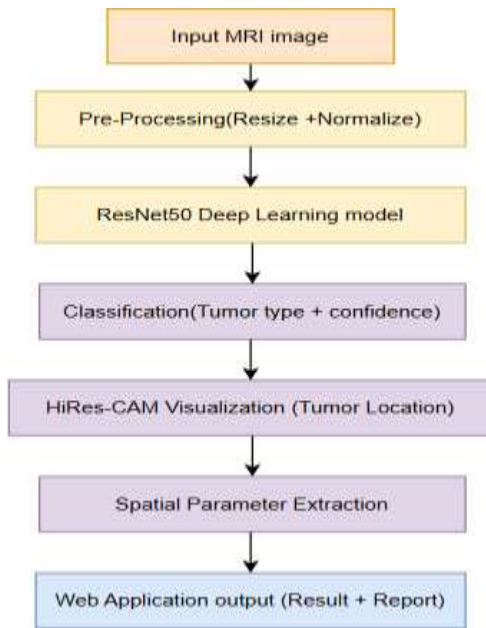 Input MRI image
Pre-Processing(Resize +Normalize)
ResNet50 Deep Learning model
Classification(Tumor type + confidence)
HiRes-CAM Visualization (Tumor Location)
Spatial Parameter Extraction
Web Application output (Result + Report)